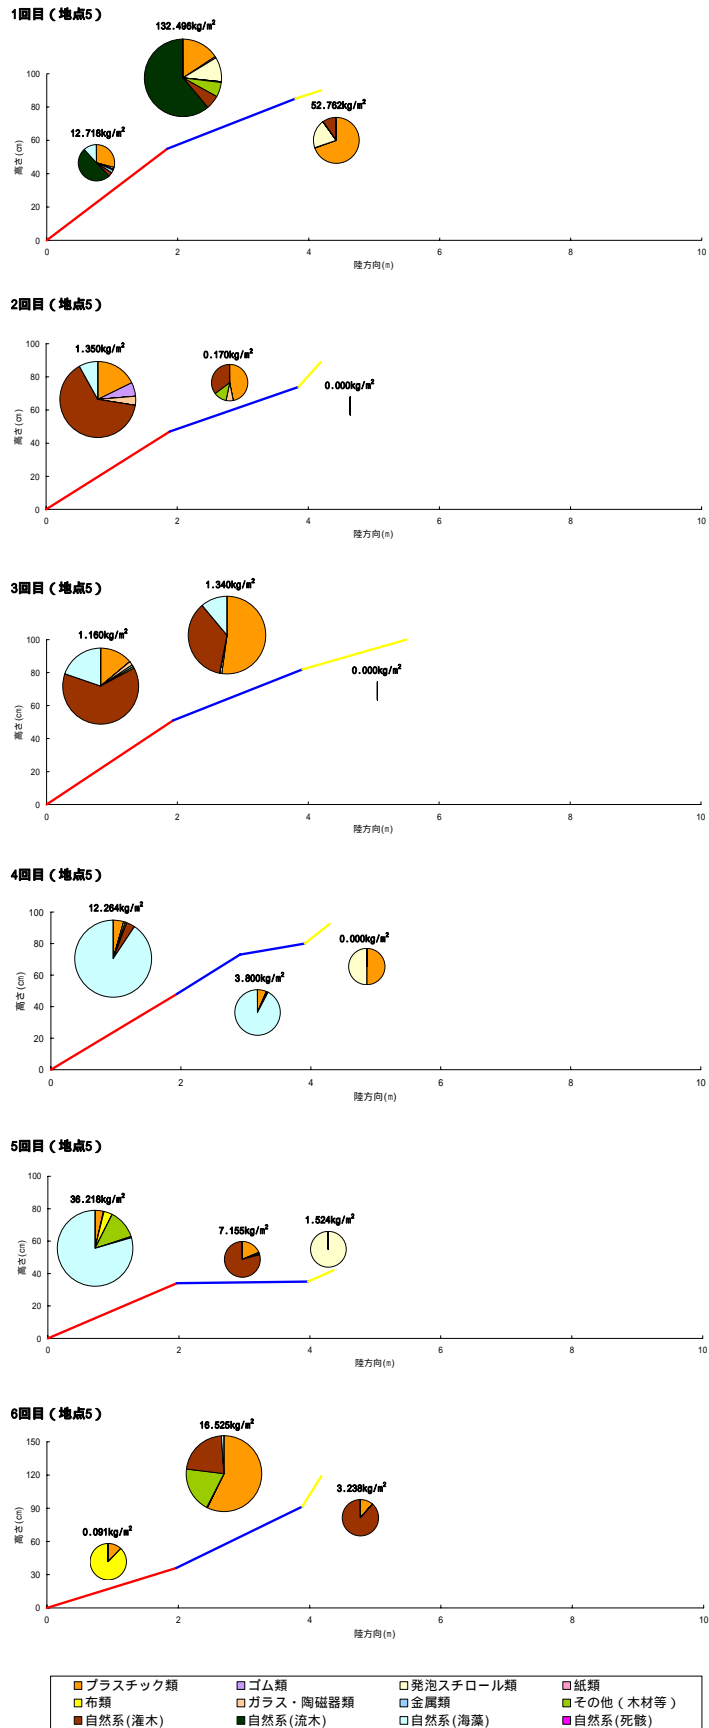 1回目(地点5)
132.496kg/m²
12.716kg/m²
52.762kg/m²
高さ(cm)
100
80
60
40
20
0
0 2 4 6 8 10
陸方向(m)
2回目(地点5)
1.350kg/m²
0.170kg/m²
0.000kg/m²
高さ(cm)
100
80
60
40
20
0
0 2 4 6 8 10
陸方向(m)
3回目(地点5)
1.340kg/m²
1.160kg/m²
0.000kg/m²
高さ(cm)
100
80
60
40
20
0
0 2 4 6 8 10
陸方向(m)
4回目(地点5)
12.264kg/m²
0.000kg/m²
3.800kg/m²
高さ(cm)
100
80
60
40
20
0
0 2 4 6 8 10
陸方向(m)
5回目(地点5)
36.218kg/m²
7.155kg/m²
1.524kg/m²
高さ(cm)
100
80
60
40
20
0
0 2 4 6 8 10
陸方向(m)
6回目(地点5)
16.525kg/m²
3.238kg/m²
0.091kg/m²
高さ(cm)
150
120
90
60
30
0
0 2 4 6 8 10
陸方向(m)
プラスチック類 ゴム類 発泡スチロール類 紙類
布類 ガラス・陶磁器類 金属類 その他(木材等)
自然系(潅木) 自然系(流木) 自然系(海藻) 自然系(死骸)